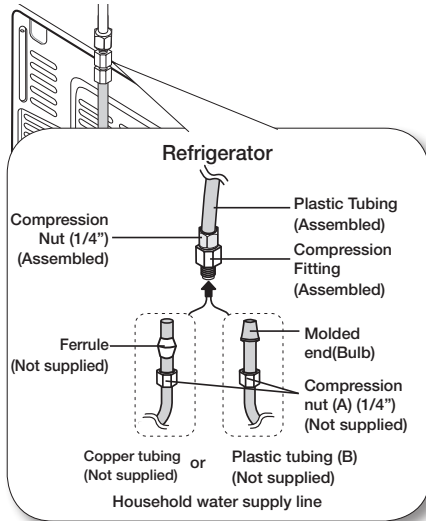 Refrigerator
Compression
Nut (1/4”)
(Assembled)
Plastic Tubing
(Assembled)
Compression
Fitting
(Assembled)
Ferrule
(Not supplied)
Molded
end(Bulb)
Compression
nut (A) (1/4”)
(Not supplied)
Copper tubing
(Not supplied)
or
Plastic tubing (B)
(Not supplied)
Household water supply line